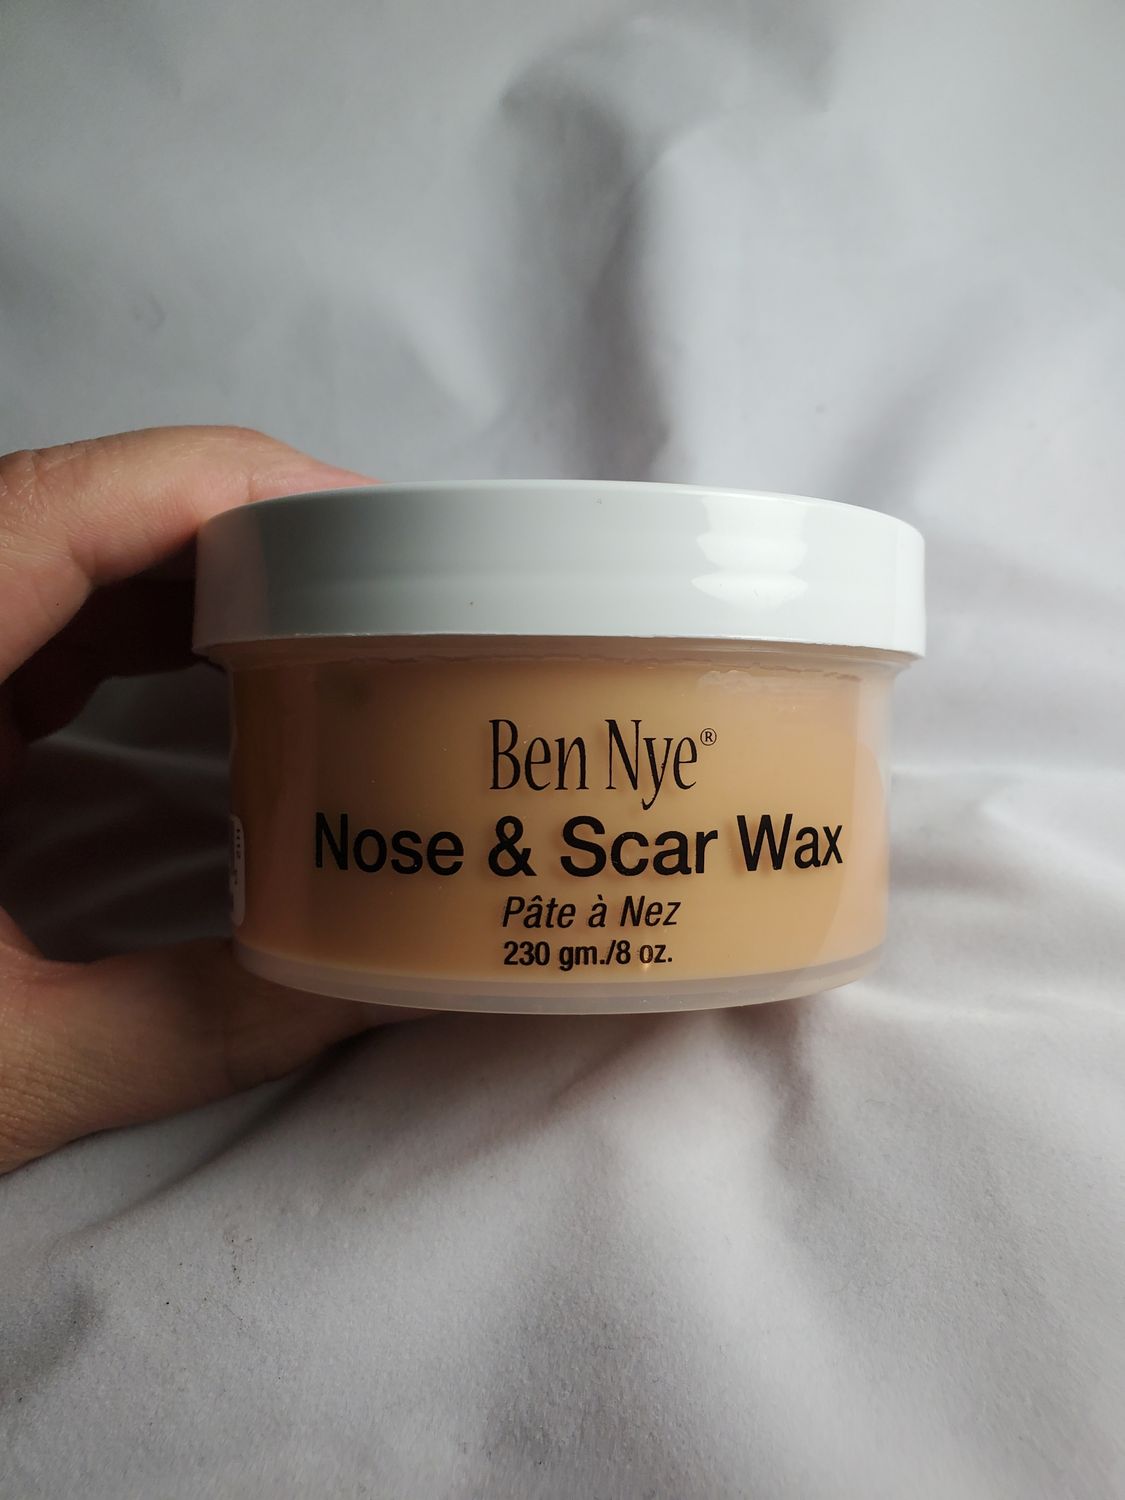 Ben Nye®
Nose & Scar Wax
Pâte à Nez
230 gm./8 oz.